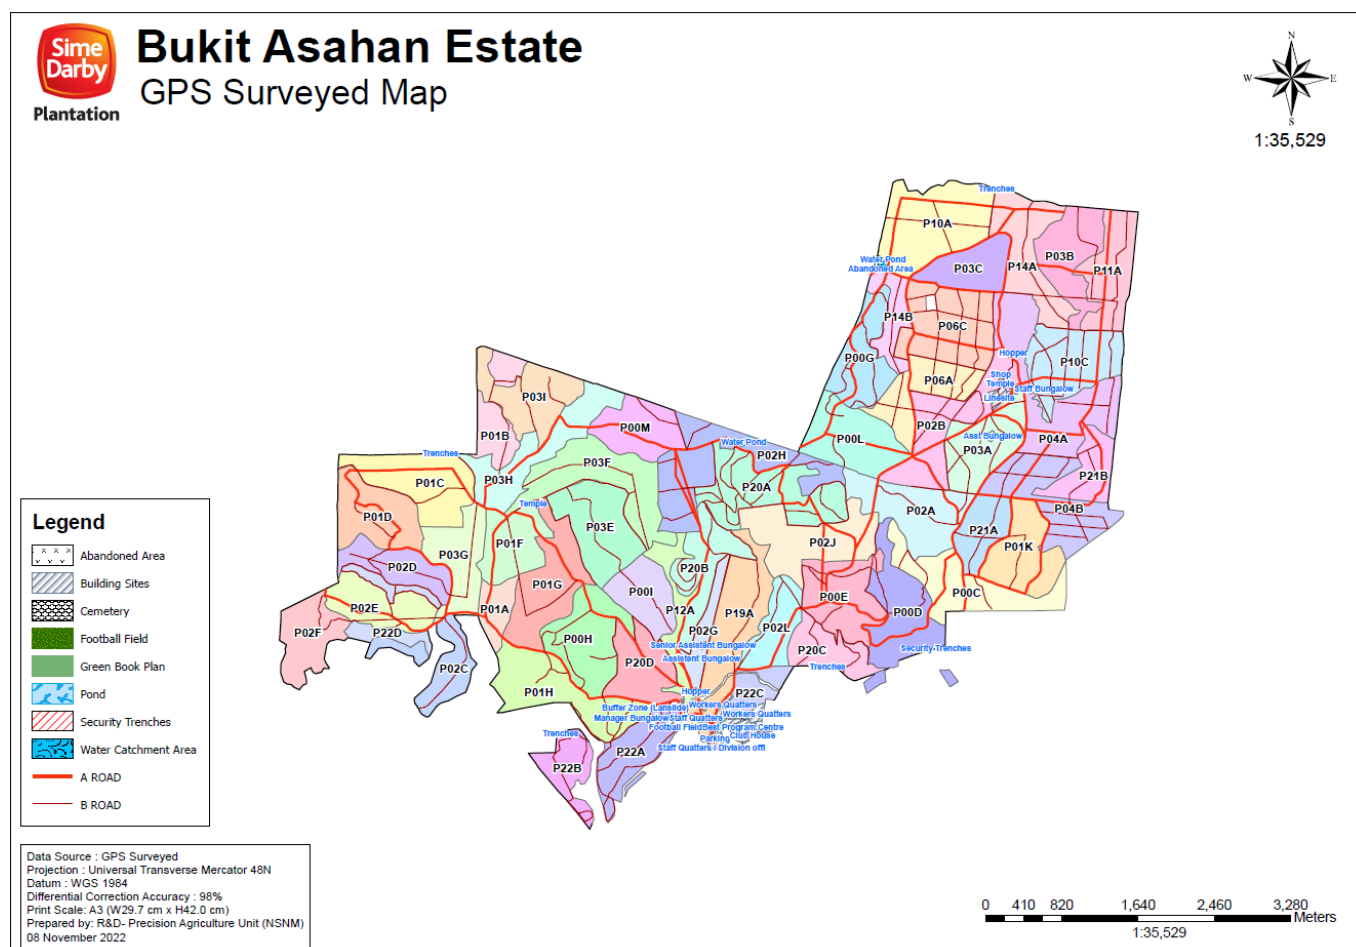 Sime
Darby
Plantation
Bukit Asahan Estate
GPS Surveyed Map
N
W
E
S
1:35,529
Trenches
P10A
P03B
Water Pond
Abandoned Area
P03C
P14A
P11A
P14B
P06C
P00G
Hopper
P10C
P06A
Shop
Temple
Staff Bungalow
Linesite
P03I
P00M
P02B
P01B
P00L
Asst Bungalow
P04A
Water Pond
P03A
Trenches
P02H
P03F
P03H
P01C
P20A
P21B
Temple
P02A
P04B
P01D
P03E
P21A
P01F
P02J
P01K
P03G
P02D
P20B
P01G
P00I
P00C
P00E
P02E
P01A
P12A
P19A
P00D
P02F
P22D
P02G
P02L
P00H
Senior Assistent Bungalow
P20C
Security Trenches
Assistent Bungalow
P20D
P02C
Trenches
P01H
Hopper
P22C
Buffer Zone (Lanslide)
Workers Quatters
Manager Bungalow
Staff Quatters
Workers Quatters
Football Field
Best Program Centre
Trenches
Parking
Club House
Staff Quatters / Division offi
P22A
P22B
Legend
Abandoned Area
Building Sites
Cemetery
Football Field
Green Book Plan
Pond
Security Trenches
Water Catchment Area
A ROAD
B ROAD
Data Source : GPS Surveyed
Projection : Universal Transverse Mercator 48N
Datum : WGS 1984
Differential Correction Accuracy : 98%
Print Scale: A3 (W29.7 cm x H42.0 cm)
Prepared by: R&D- Precision Agriculture Unit (NSNM)
08 November 2022
0 410 820 1,640 2,460 3,280
Meters
1:35,529